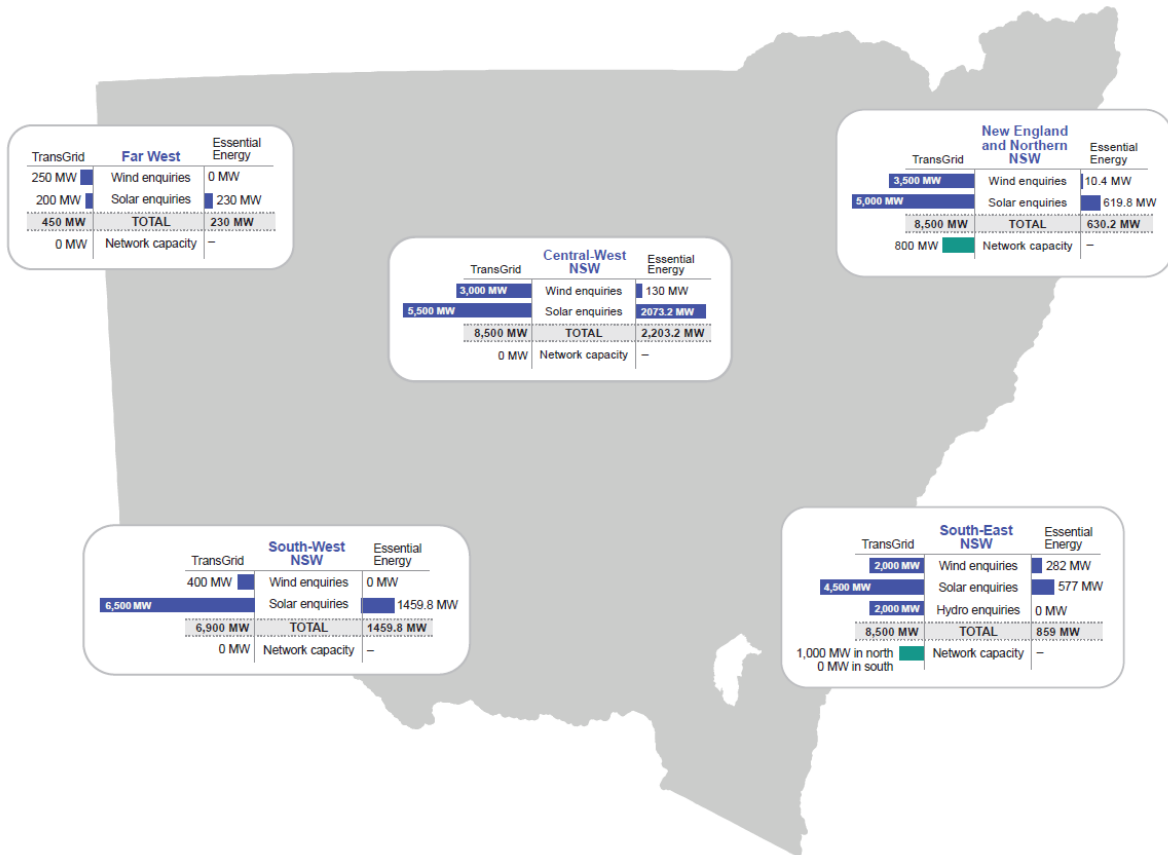 Far West
TransGrid
Essential
Energy
250 MW Wind enquiries 0 MW
200 MW Solar enquiries 230 MW
450 MW TOTAL 230 MW
0 MW Network capacity –
New England
and Northern
NSW
TransGrid
Essential
Energy
3,500 MW Wind enquiries 10.4 MW
5,000 MW Solar enquiries 619.8 MW
8,500 MW TOTAL 630.2 MW
800 MW Network capacity –
Central-West
NSW
TransGrid
Essential
Energy
3,000 MW Wind enquiries 130 MW
5,500 MW Solar enquiries 2073.2 MW
8,500 MW TOTAL 2,203.2 MW
0 MW Network capacity –
South-West
NSW
TransGrid
Essential
Energy
400 MW Wind enquiries 0 MW
6,500 MW Solar enquiries 1459.8 MW
6,900 MW TOTAL 1459.8 MW
0 MW Network capacity –
South-East
NSW
TransGrid
Essential
Energy
2,000 MW Wind enquiries 282 MW
4,500 MW Solar enquiries 577 MW
2,000 MW Hydro enquiries 0 MW
8,500 MW TOTAL 859 MW
1,000 MW in north Network capacity –
0 MW in south